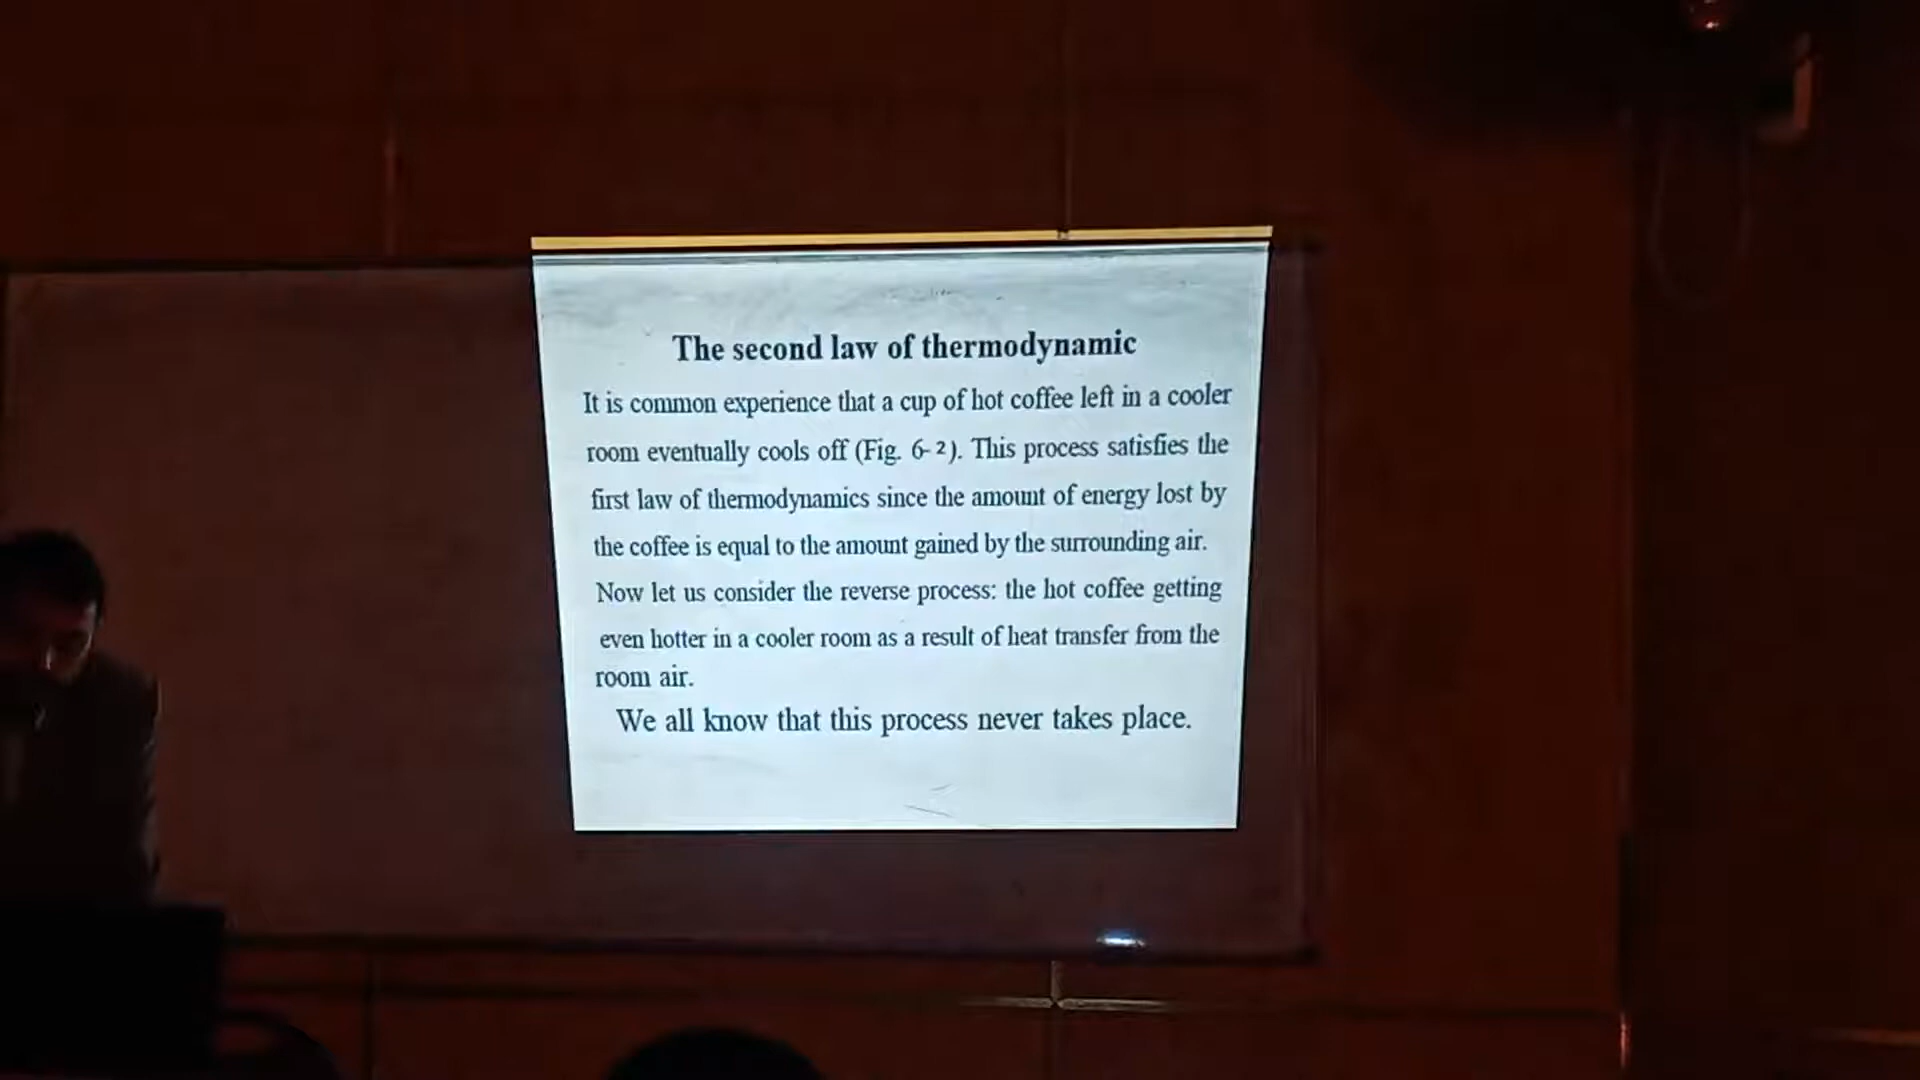 The second law of thermodynamic
It is common experience that a cup of hot coffee left in a cooler
room eventually cools off (Fig. 6-2). This process satisfies the
first law of thermodynamics since the amount of energy lost by
the coffee is equal to the amount gained by the surrounding air.
Now let us consider the reverse process: the hot coffee getting
even hotter in a cooler room as a result of heat transfer from the
room air.
We all know that this process never takes place.